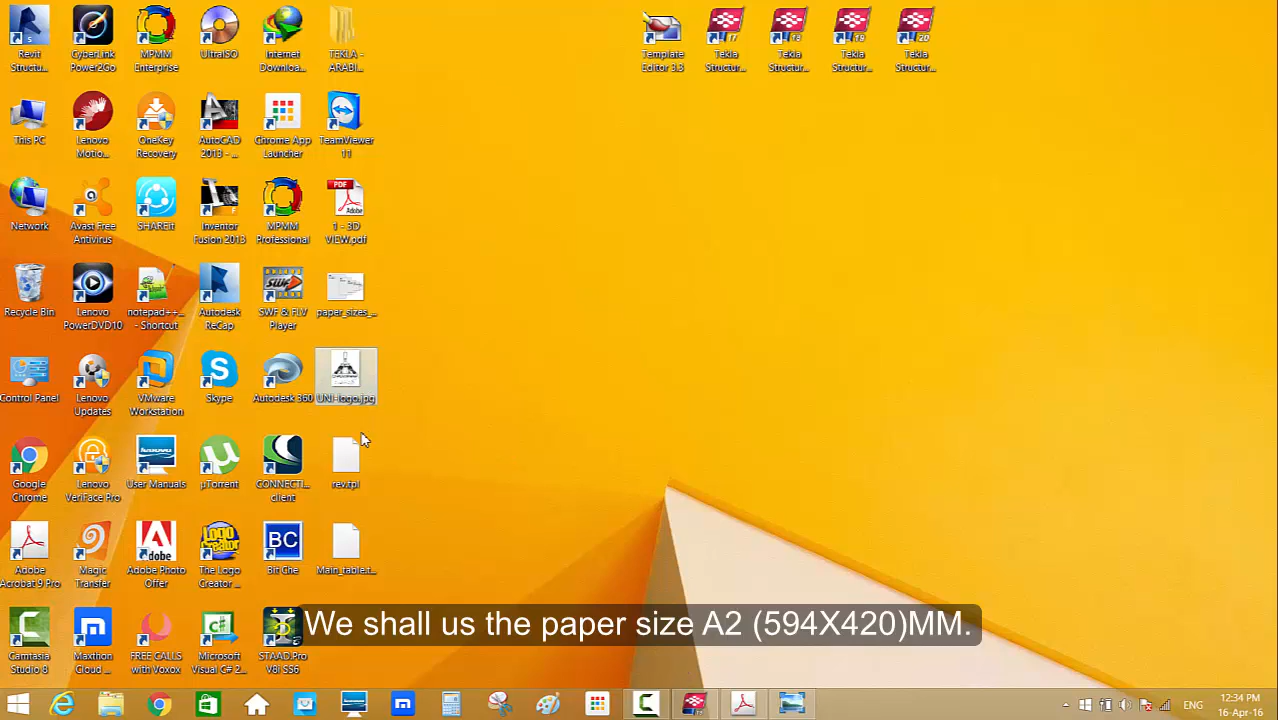 Revit
Structu...
CyberLink
Power2Go
MPMM
Enterprise
UltraISO
Internet
Downloa...
TEKLA -
ARABI...
Template
Editor 3.3
Tekla
Structur...
Tekla
Structur...
Tekla
Structur...
Tekla
Structur...
This PC
Lenovo
Motio...
OneKey
Recovery
AutoCAD
2013 - ...
Chrome App
Launcher
TeamViewer
11
Network
Avast Free
Antivirus
SHAREit
Inventor
Fusion 2013
MPMM
Professional
1 - 3D
VIEW.pdf
Recycle Bin
Lenovo
PowerDVD10
notepad++...
- Shortcut
Autodesk
ReCap
SWF & FLV
Player
paper_sizes_...
Control Panel
Lenovo
Updates
VMware
Workstation
Skype
Autodesk 360
UNI-logo.jpg
Google
Chrome
Lenovo
VeriFace Pro
User Manuals
µTorrent
CONNECTI...
client
rev.tpl
Adobe
Acrobat 9 Pro
Magic
Transfer
Adobe Photo
Offer
The Logo
Creator ...
Bit Che
Main_table.t...
We shall us the paper size A2 (594X420)MM.
Camtasia
Studio 8
Maxthon
Cloud ...
FREE CALLS
with Voxox
Microsoft
Visual C# 2...
STAAD.Pro
V8i SS6
ENG
12:34 PM
16-Apr-16